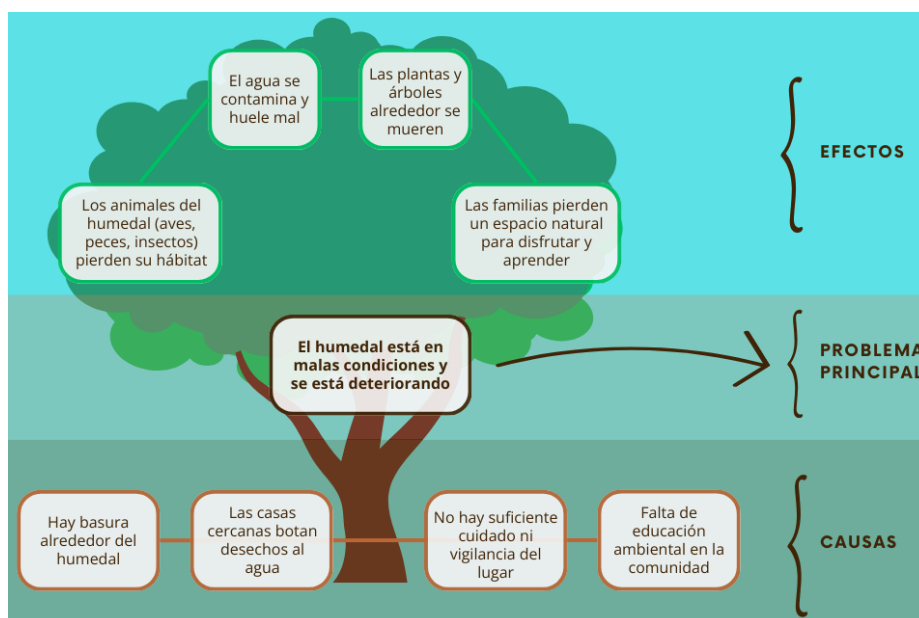 El agua se
contamina y
huele mal
Las plantas y
árboles
alrededor se
mueren
Los animales del
humedal (aves,
peces, insectos)
pierden su hábitat
Las familias pierden
un espacio natural
para disfrutar y
aprender
EFECTOS
El humedal está en
malas condiciones y
se está deteriorando
PROBLEMA
PRINCIPAL
Hay basura
alrededor del
humedal
Las casas
cercanas botan
desechos al
agua
No hay suficiente
cuidado ni
vigilancia del
lugar
Falta de
educación
ambiental en la
comunidad
CAUSAS